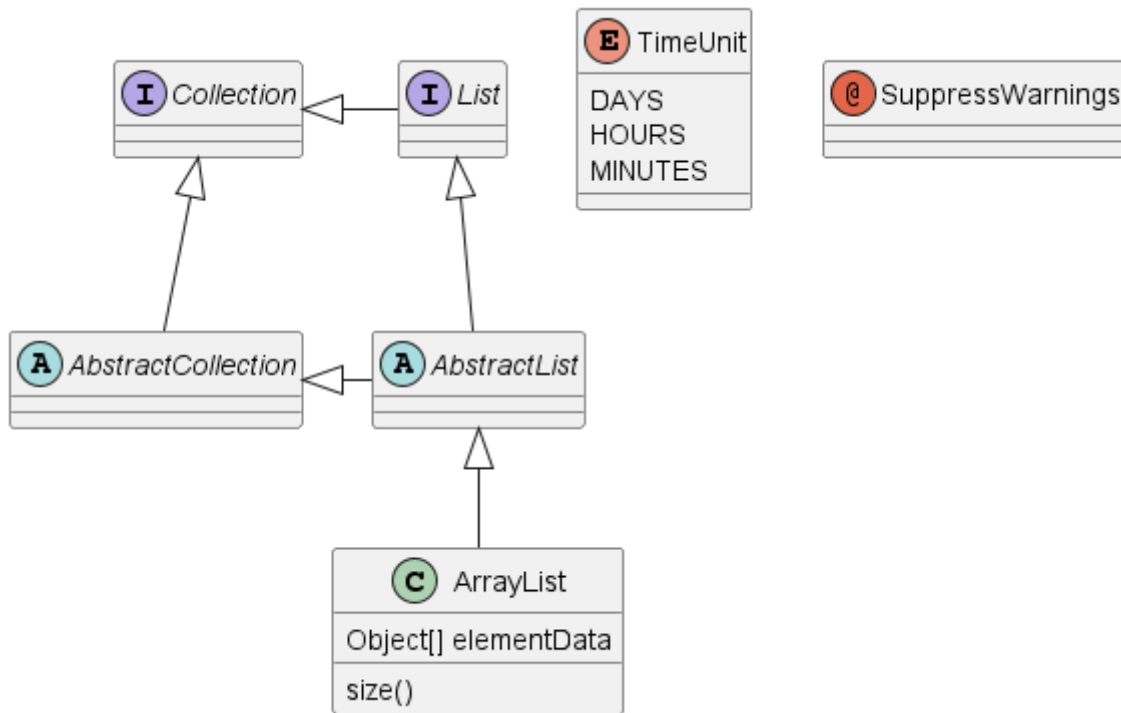 I Collection
I List
E TimeUnit
DAYS
HOURS
MINUTES
@ SuppressWarnings
A AbstractCollection
A AbstractList
C ArrayList
Object[] elementData
size()